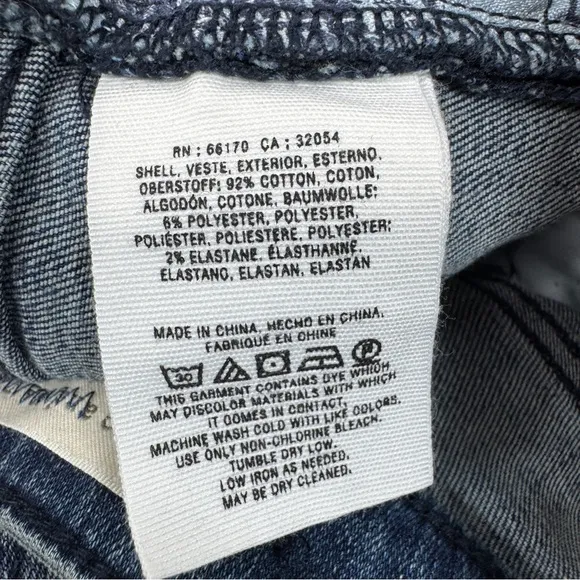 RN : 66170 CA : 32054
SHELL, VESTE, EXTERIOR, ESTERNO,
OBERSTOFF: 92% COTTON, COTON,
ALGODÓN, COTONE, BAUMWOLLE:
6% POLYESTER, POLYESTER,
POLIÉSTER, POLIESTERE, POLYESTER:
2% ELASTANE, ÉLASTHANNE,
ELASTANO, ELASTAN, ELASTAN
MADE IN CHINA, HECHO EN CHINA,
FABRIQUÉ EN CHINE
30 P
THIS GARMENT CONTAINS DYE WHICH
MAY DISCOLOR MATERIALS WITH WHICH
IT COMES IN CONTACT,
MACHINE WASH COLD WITH LIKE COLORS.
USE ONLY NON-CHLORINE BLEACH.
TUMBLE DRY LOW.
LOW IRON AS NEEDED.
MAY BE DRY CLEANED.